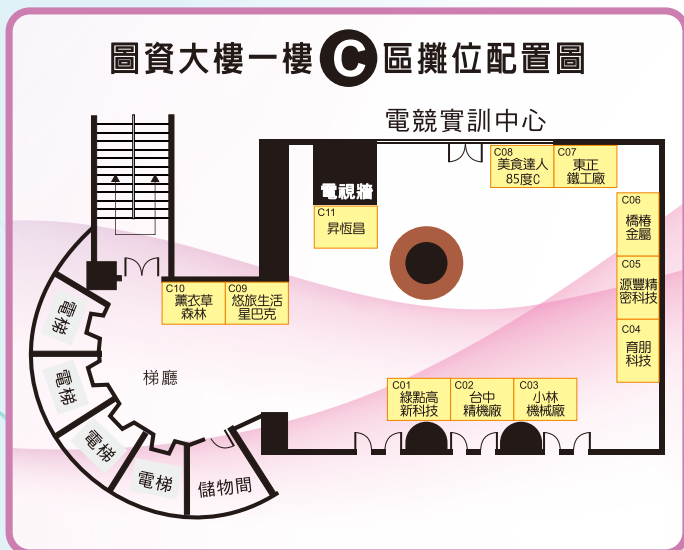 圖資大樓一樓C區攤位配置圖
電競實訓中心
C08
美食達人
85度C
C07
東正
鐵工廠
電視牆
C11
昇恆昌
C06
橋椿
金屬
C05
源豐精
密科技
C04
育朋
科技
C10
薰衣草
森林
C09
悠旅生活
星巴克
電梯
電梯
電梯
電梯
梯廳
儲物間
C01
綠點高
新科技
C02
台中
精機廠
C03
小林
機械廠